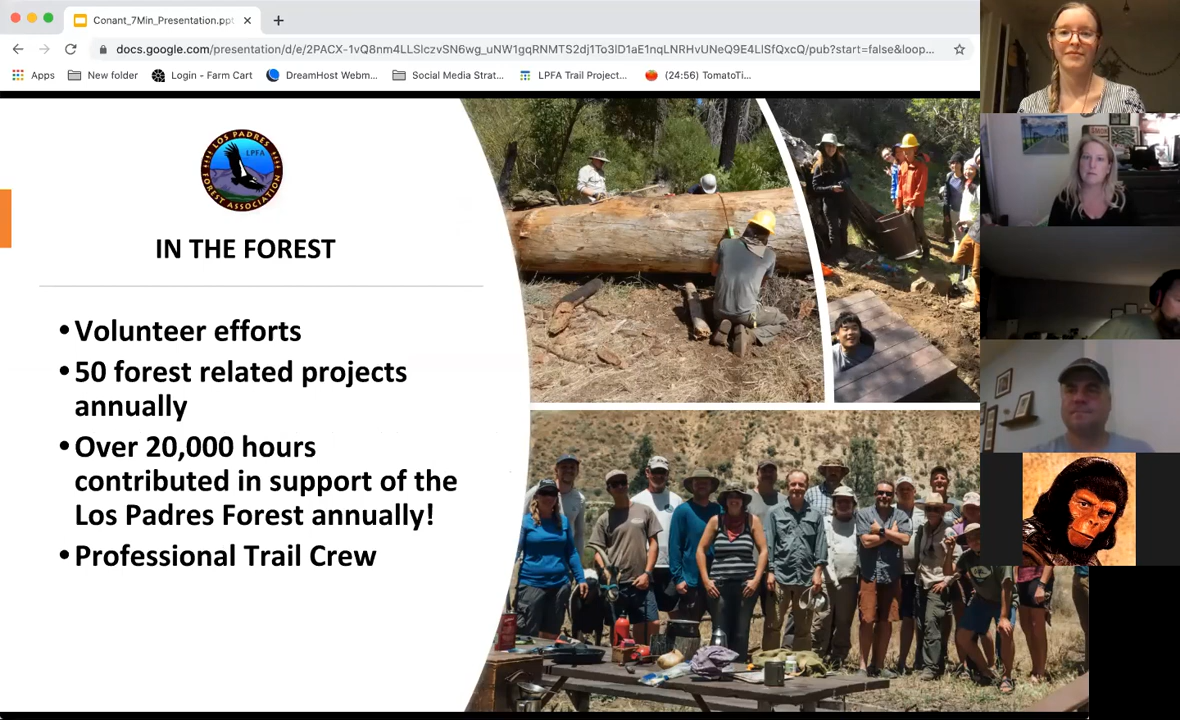 Conant_7Min_Presentation.ppt
docs.google.com/presentation/d/e/2PACX-1vQ8nm4LLSlczvSN6wg_uNW1gqRNMTS2dj1To3lD1aE1nqLNRHvUNeQ9E4LlSfQxcQ/pub?start=false&loop...
Apps New folder Login - Farm Cart DreamHost Webm... Social Media Strat... LPFA Trail Project... (24:56) TomatoTi...
LOS PADRES
LPFA
FOREST ASSOCIATION
IN THE FOREST
•Volunteer efforts
•50 forest related projects
annually
•Over 20,000 hours
contributed in support of the
Los Padres Forest annually!
•Professional Trail Crew